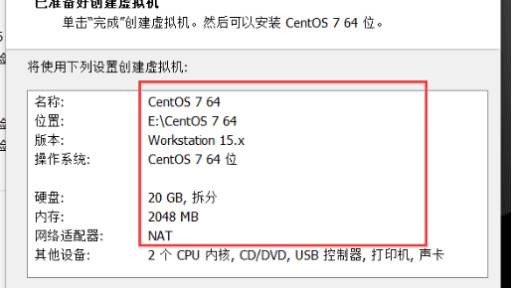 已准备好创建虚拟机
单击“完成”创建虚拟机。然后可以安装 CentOS 7 64 位。
将使用下列设置创建虚拟机:
名称: CentOS 7 64
位置: E:\CentOS 7 64
版本: Workstation 15.x
操作系统: CentOS 7 64 位
硬盘: 20 GB, 拆分
内存: 2048 MB
网络适配器: NAT
其他设备: 2 个 CPU 内核, CD/DVD, USB 控制器, 打印机, 声卡